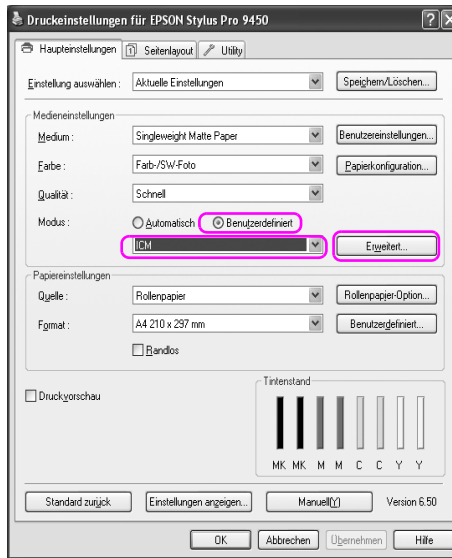 Druckeinstellungen für EPSON Stylus Pro 9450
Haupteinstellungen Seitenlayout Utility
Einstellung auswählen : Aktuelle Einstellungen Speichern/Löschen...
Medieneinstellungen
Medium : Singleweight Matte Paper Benutzereinstellungen...
Farbe : Farb-/SW-Foto Papierkonfiguration...
Qualität : Schnell
Modus : Automatisch Benutzerdefiniert
ICM Erweitert...
Papiereinstellungen
Quelle : Rollenpapier Rollenpapier-Option...
Format : A4 210 x 297 mm Benutzerdefiniert...
Randlos
Druckvorschau
Tintenstand
MK MK M M C C Y Y
Standard zurück Einstellungen anzeigen... Manuell(Y) Version 6.50
OK Abbrechen Übernehmen Hilfe